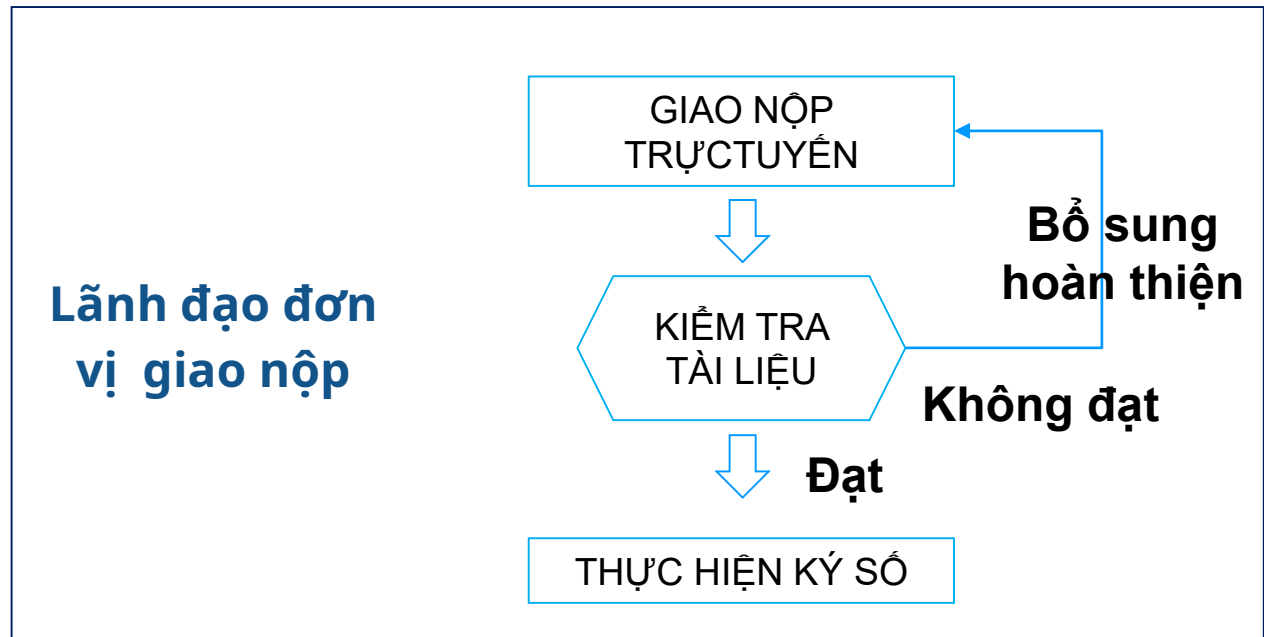 GIAO NỘP
TRỰCTUYẾN
Bổ sung
hoàn thiện
Lãnh đạo đơn
vị  giao nộp
KIỂM TRA
TÀI LIỆU
Không đạt
Đạt
THỰC HIỆN KÝ SỐ